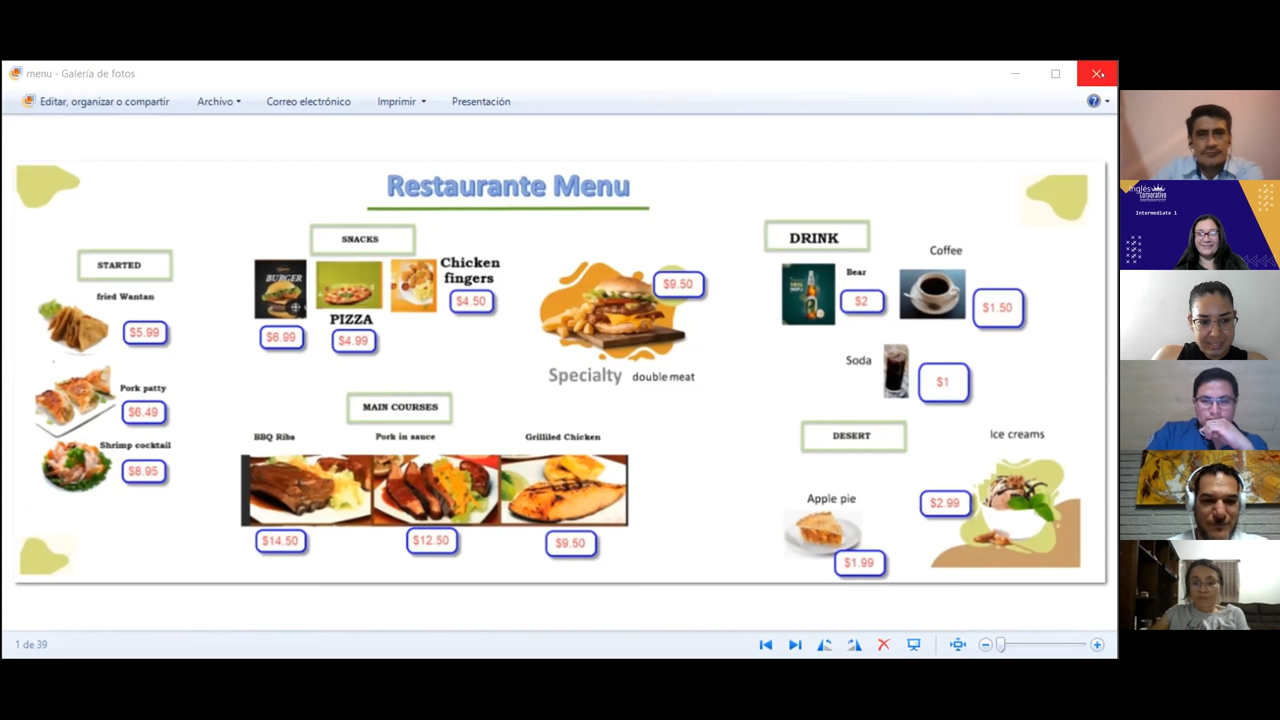 menu - Galería de fotos
Editar, organizar o compartir Archivo Correo electrónico Imprimir Presentación
Restaurante Menu
STARTED
fried Wantan
$5.99
Pork patty
$6.49
Shrimp cocktail
$8.95
SNACKS
BURGER
$6.99
PIZZA
$4.99
Chicken
fingers
$4.50
$9.50
Specialty double meat
MAIN COURSES
BBQ Ribs
$14.50
Pork in sauce
$12.50
Grilliled Chicken
$9.50
DRINK
Bear
$2
Coffee
$1.50
Soda
$1
DESERT
Apple pie
$1.99
Ice creams
$2.99
1 de 39
Inglés
Corporativo
Intermediate 1